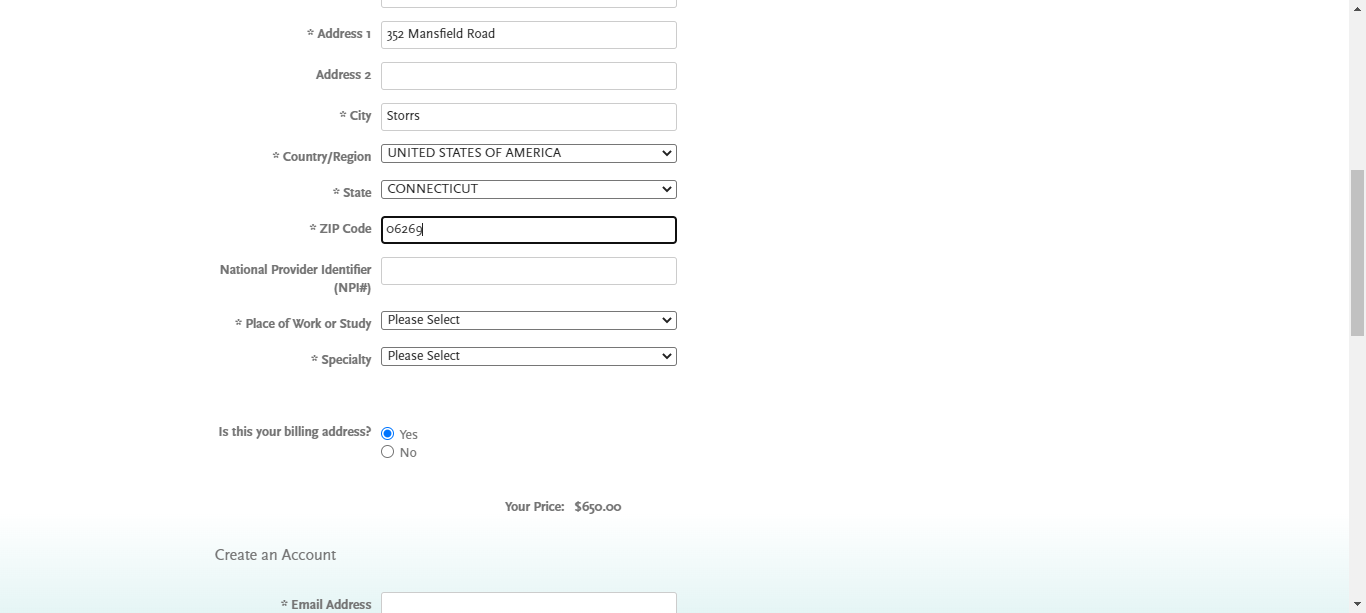 * Address 1
352 Mansfield Road
Address 2
* City
Storrs
* Country/Region
UNITED STATES OF AMERICA
* State
CONNECTICUT
* ZIP Code
06269
National Provider Identifier
(NPI#)
* Place of Work or Study
Please Select
* Specialty
Please Select
Is this your billing address?
Yes
No
Your Price: $650.00
Create an Account
* Email Address